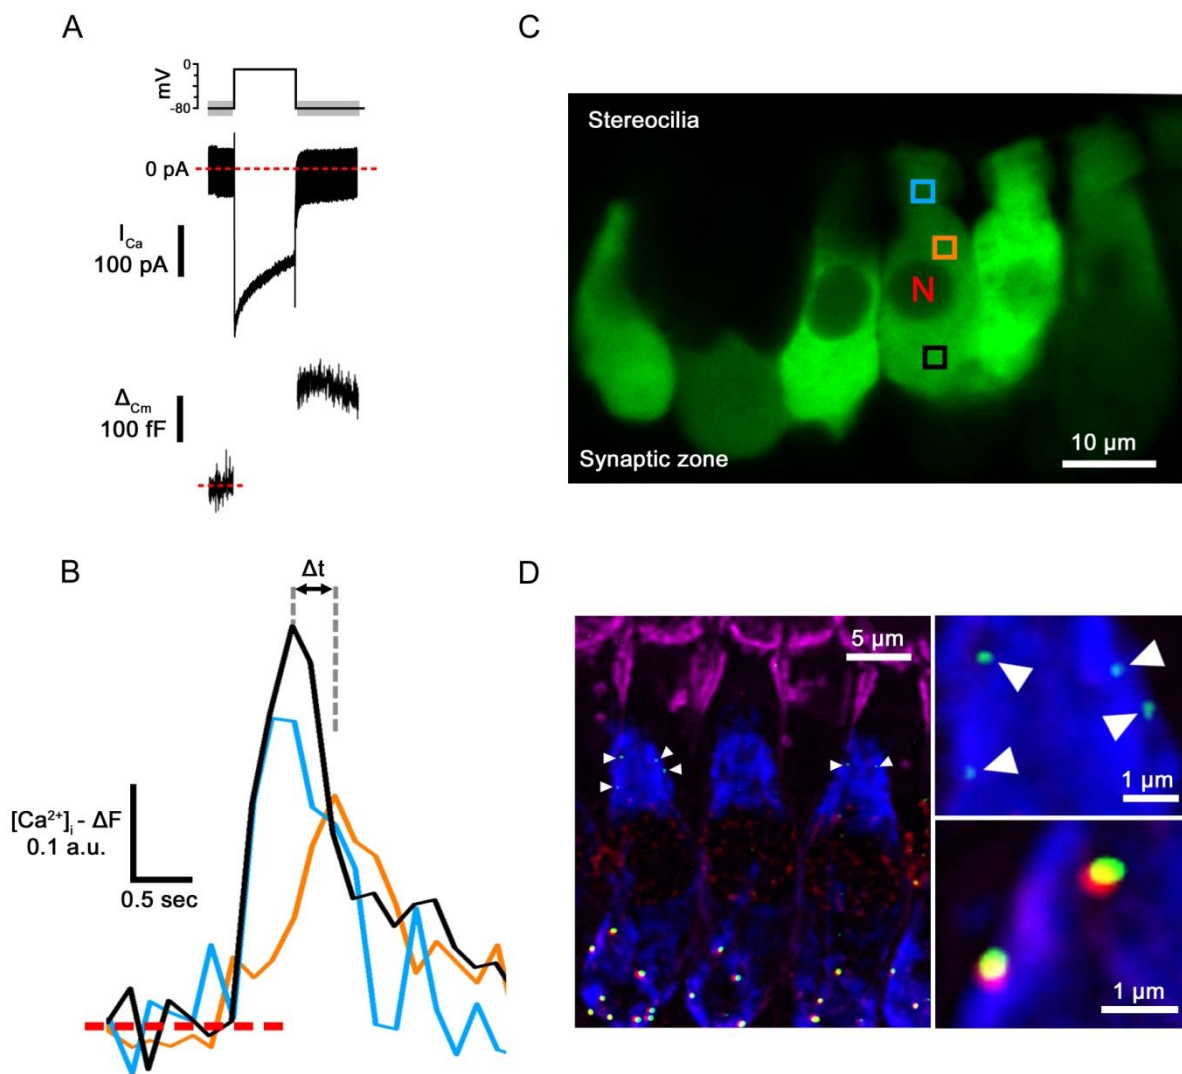 A
0
mV
-80
0 pA
I Ca
100 pA
Δ Cm
100 fF
B
Δt
[Ca²⁺]i - ΔF
0.1 a.u.
0.5 sec
C
Stereocilia
N
Synaptic zone
10 µm
D
5 µm
1 µm
1 µm